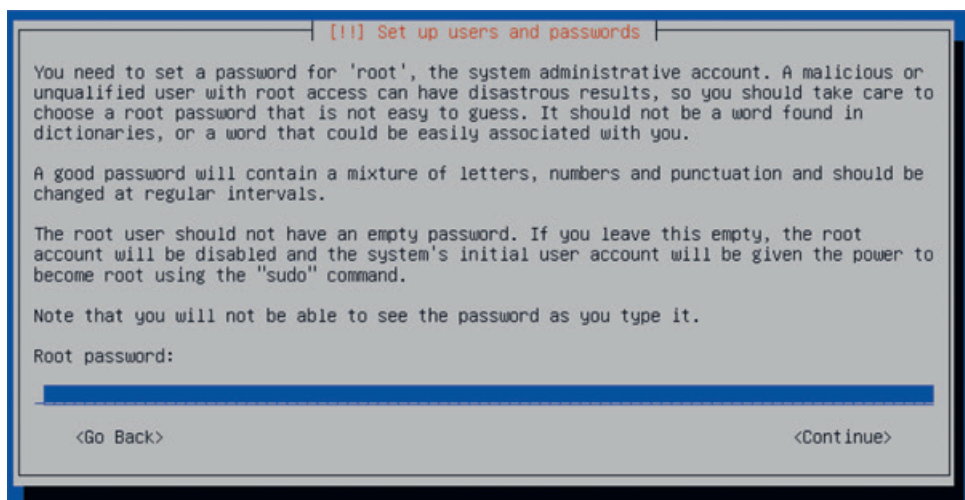 [!!] Set up users and passwords
You need to set a password for 'root', the system administrative account. A malicious or
unqualified user with root access can have disastrous results, so you should take care to
choose a root password that is not easy to guess. It should not be a word found in
dictionaries, or a word that could be easily associated with you.
A good password will contain a mixture of letters, numbers and punctuation and should be
changed at regular intervals.
The root user should not have an empty password. If you leave this empty, the root
account will be disabled and the system's initial user account will be given the power to
become root using the "sudo" command.
Note that you will not be able to see the password as you type it.
Root password:
<Go Back> <Continue>